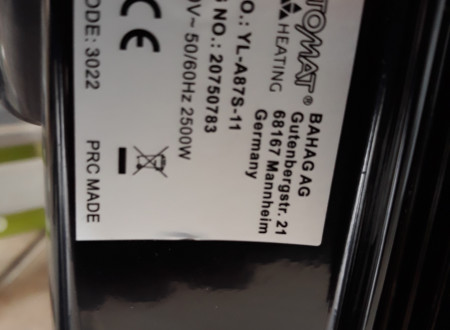 TOMAT®
HEATING
BAHAG AG
Gutenbergstr. 21
68167 Mannheim
Germany
O.: YL-A87S-11
NO.: 20750783
V~ 50/60Hz 2500W
CE
ODE: 3022
PRC MADE